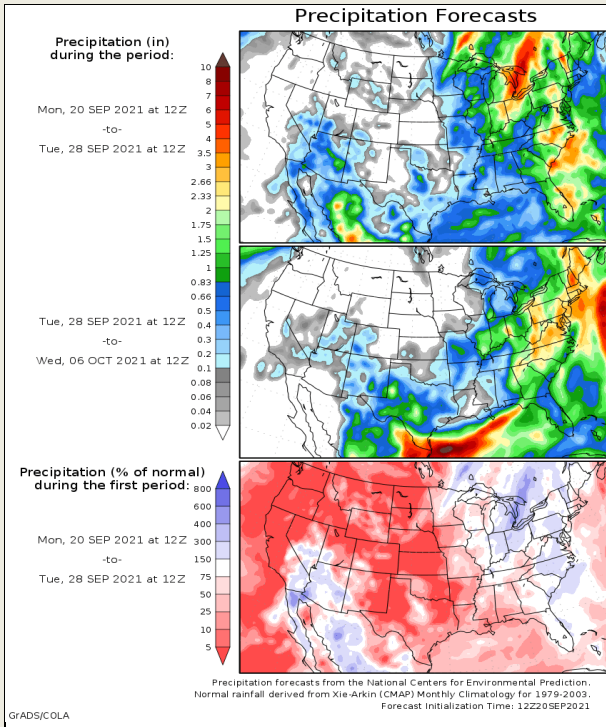 Precipitation Forecasts
Precipitation (in)
during the period:
Mon, 20 SEP 2021 at 12Z
-to-
Tue, 28 SEP 2021 at 12Z
10
8
7
6
5
4
3.5
3
2.66
2.33
2
1.75
1.5
1.25
1
0.83
0.66
0.5
0.4
0.3
0.2
0.1
0.08
0.06
0.04
0.02
Tue, 28 SEP 2021 at 12Z
-to-
Wed, 06 OCT 2021 at 12Z
Precipitation (% of normal)
during the first period:
Mon, 20 SEP 2021 at 12Z
-to-
Tue, 28 SEP 2021 at 12Z
800
600
400
300
150
75
50
25
10
5
Precipitation forecasts from the National Centers for Environmental Prediction.
Normal rainfall derived from Xie-Arkin (CMAP) Monthly Climatology for 1979-2003.
Forecast Initialization Time: 12Z20SEP2021
GrADS/COLA